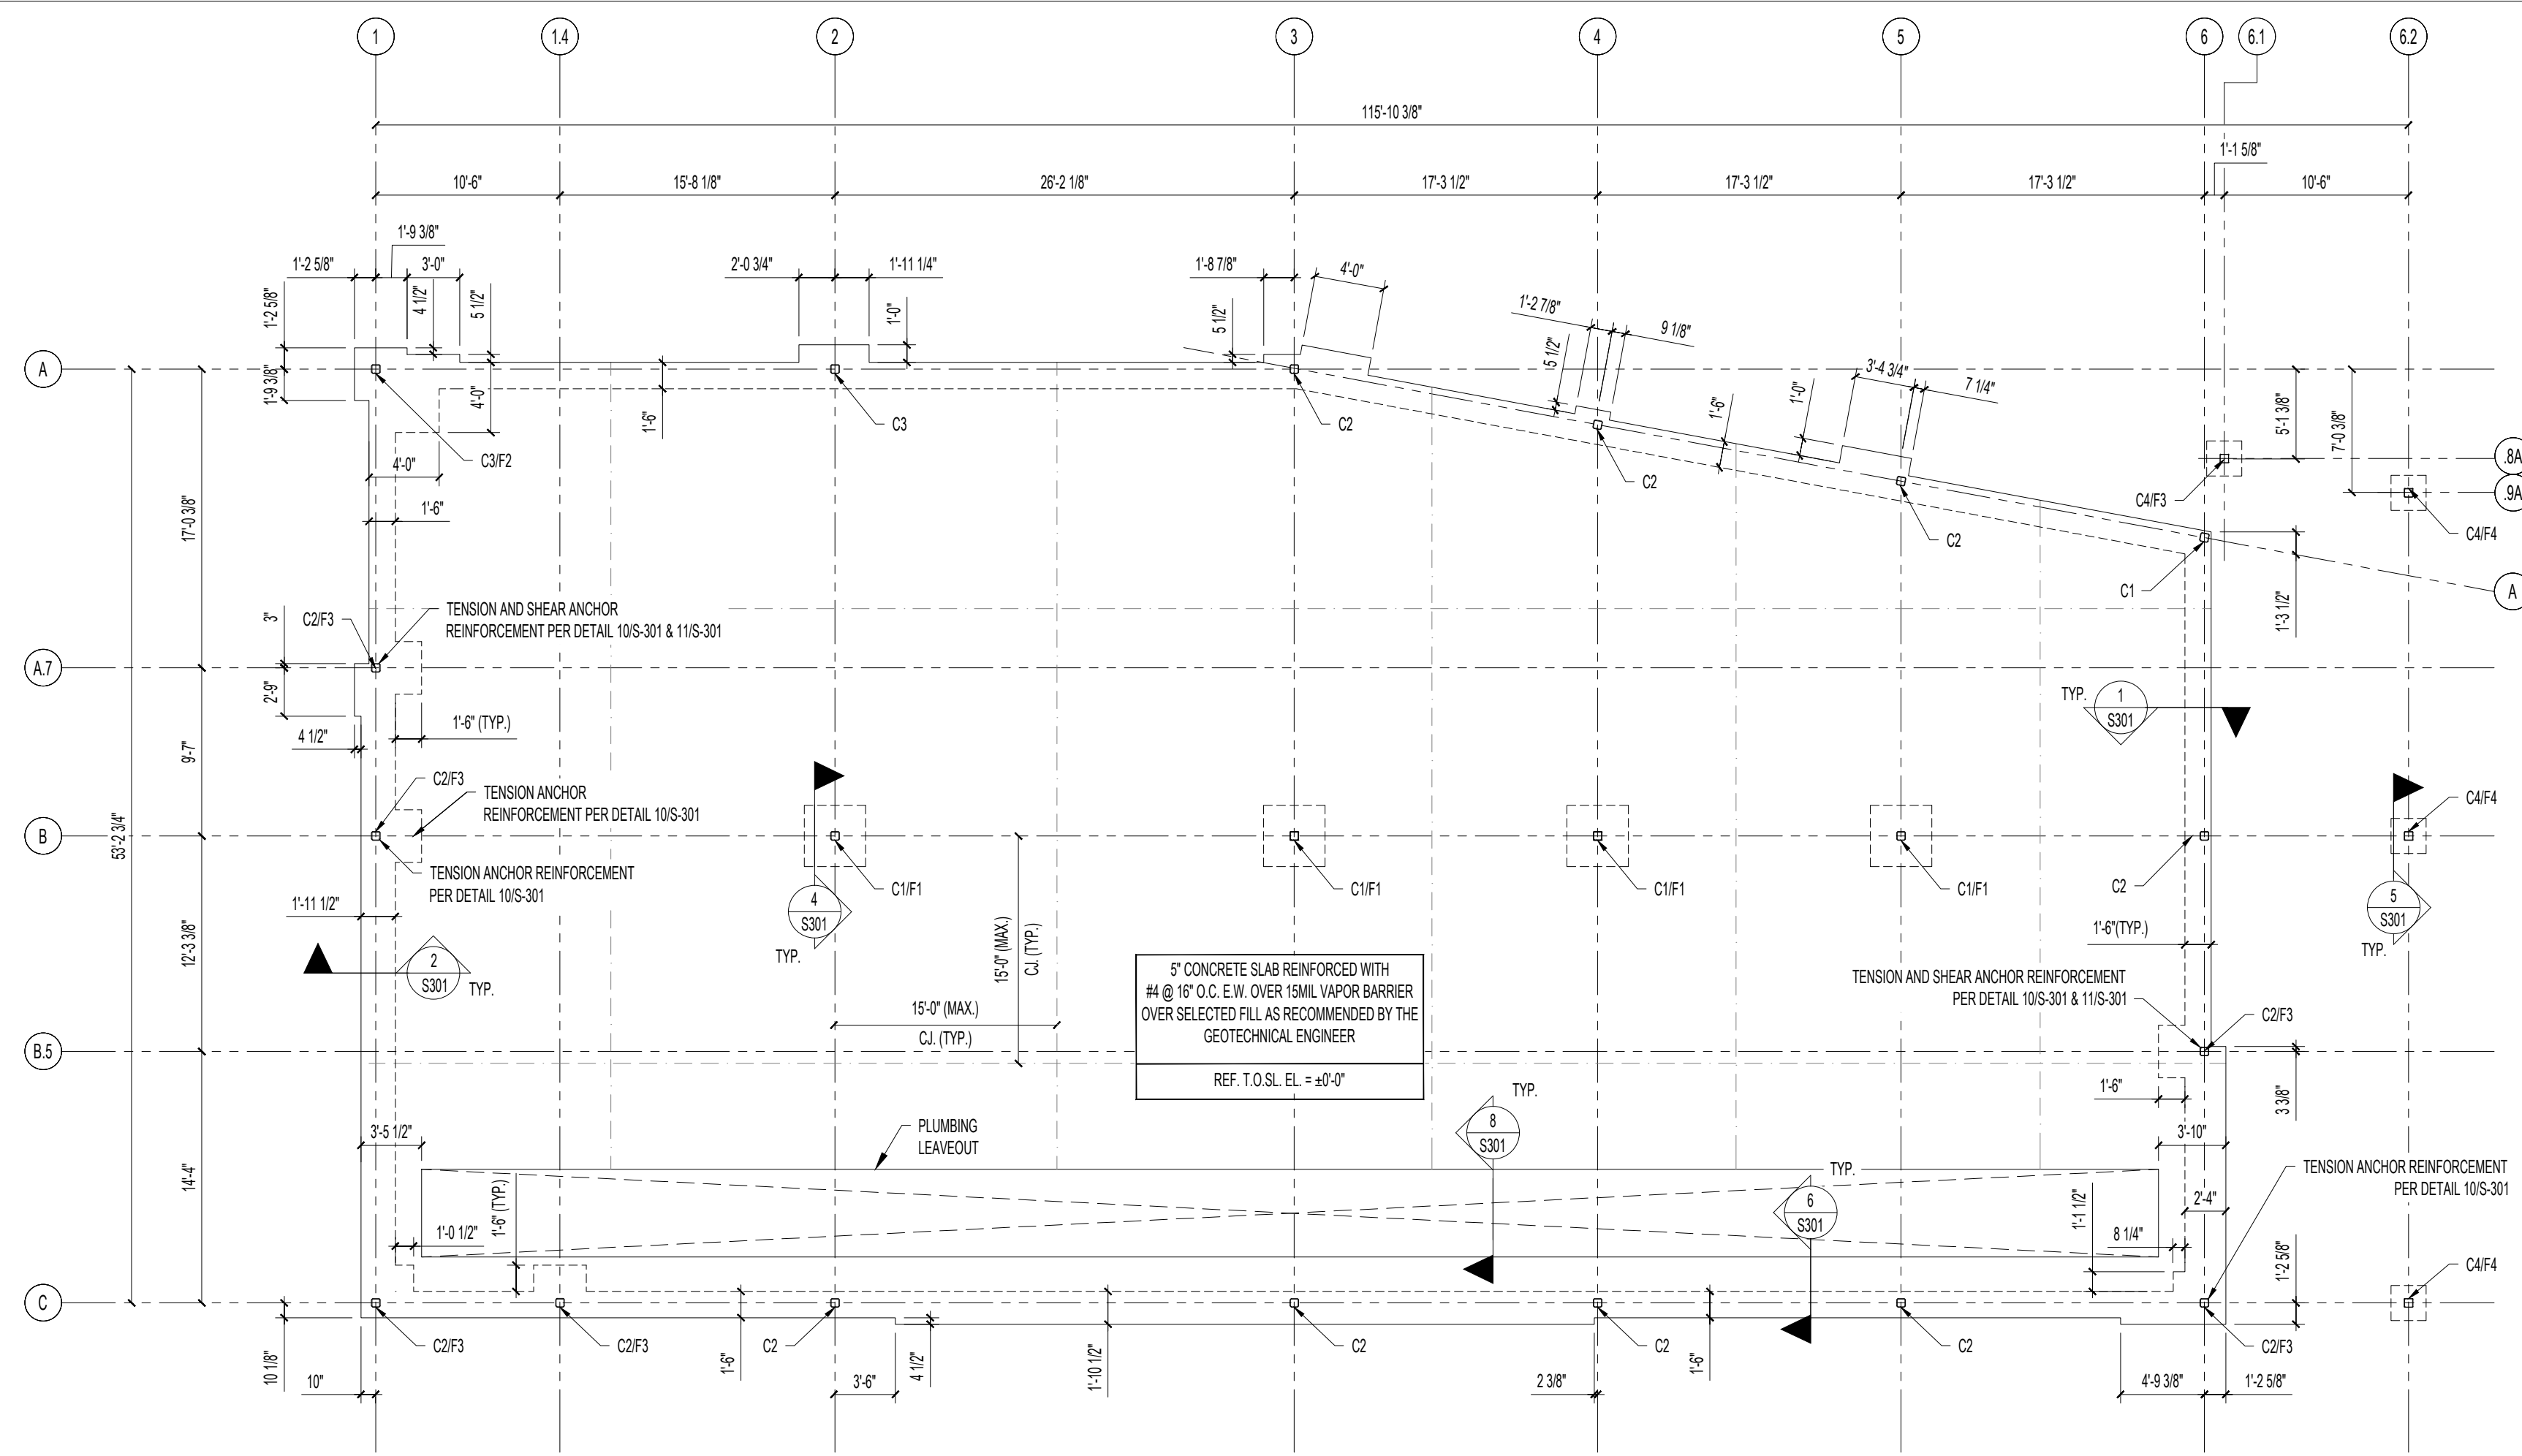 1
1.4
2
3
4
5
6
6.1
6.2
115'-10 3/8"
1'-1 5/8"
10'-6"
15'-8 1/8"
26'-2 1/8"
17'-3 1/2"
17'-3 1/2"
17'-3 1/2"
10'-6"
1'-9 3/8"
1'-2 5/8"
3'-0"
2'-0 3/4"
1'-11 1/4"
1'-8 7/8"
4'-0"
1'-2 5/8"
4 1/2"
5 1/2"
1'-0"
5 1/2"
1'-2 7/8"
9 1/8"
5 1/2"
A
1'-9 3/8"
4'-0"
1'-6"
3'-4 3/4"
7 1/4"
1'-0"
1'-6"
5'-1 3/8"
7'-0 3/8"
C3
C2
C3/F2
4'-0"
C2
C4/F3
.8A
.9A
1'-6"
17'-0 3/8"
C2
C4/F4
C1
1'-3 1/2"
A
3"
C2/F3
TENSION AND SHEAR ANCHOR
REINFORCEMENT PER DETAIL 10/S-301 & 11/S-301
A.7
2'-9"
4 1/2"
1'-6" (TYP.)
TYP.
1
S301
9'-7"
C2/F3
TENSION ANCHOR
REINFORCEMENT PER DETAIL 10/S-301
C4/F4
B
53'-2 3/4"
TENSION ANCHOR REINFORCEMENT
PER DETAIL 10/S-301
C1/F1
C1/F1
C1/F1
C1/F1
C2
1'-11 1/2"
4
S301
TYP.
5
S301
TYP.
1'-6"(TYP.)
12'-3 3/8"
2
S301
TYP.
15'-0" (MAX.)
CJ. (TYP.)
5" CONCRETE SLAB REINFORCED WITH
#4 @ 16" O.C. E.W. OVER 15MIL VAPOR BARRIER
OVER SELECTED FILL AS RECOMMENDED BY THE
GEOTECHNICAL ENGINEER
REF. T.O.SL. EL. = ±0'-0"
TENSION AND SHEAR ANCHOR REINFORCEMENT
PER DETAIL 10/S-301 & 11/S-301
C2/F3
15'-0" (MAX.)
CJ. (TYP.)
B.5
1'-6"
3 3/8"
TYP.
8
S301
3'-5 1/2"
PLUMBING
LEAVEOUT
3'-10"
14'-4"
TYP.
6
S301
TENSION ANCHOR REINFORCEMENT
PER DETAIL 10/S-301
2'-4"
1'-6" (TYP.)
1'-0 1/2"
1'-1 1/2"
8 1/4"
1'-2 5/8"
C4/F4
C
C2/F3
C2/F3
C2
C2
C2
C2
C2/F3
10 1/8"
10"
1'-6"
3'-6"
4 1/2"
1'-10 1/2"
2 3/8"
1'-6"
4'-9 3/8"
1'-2 5/8"